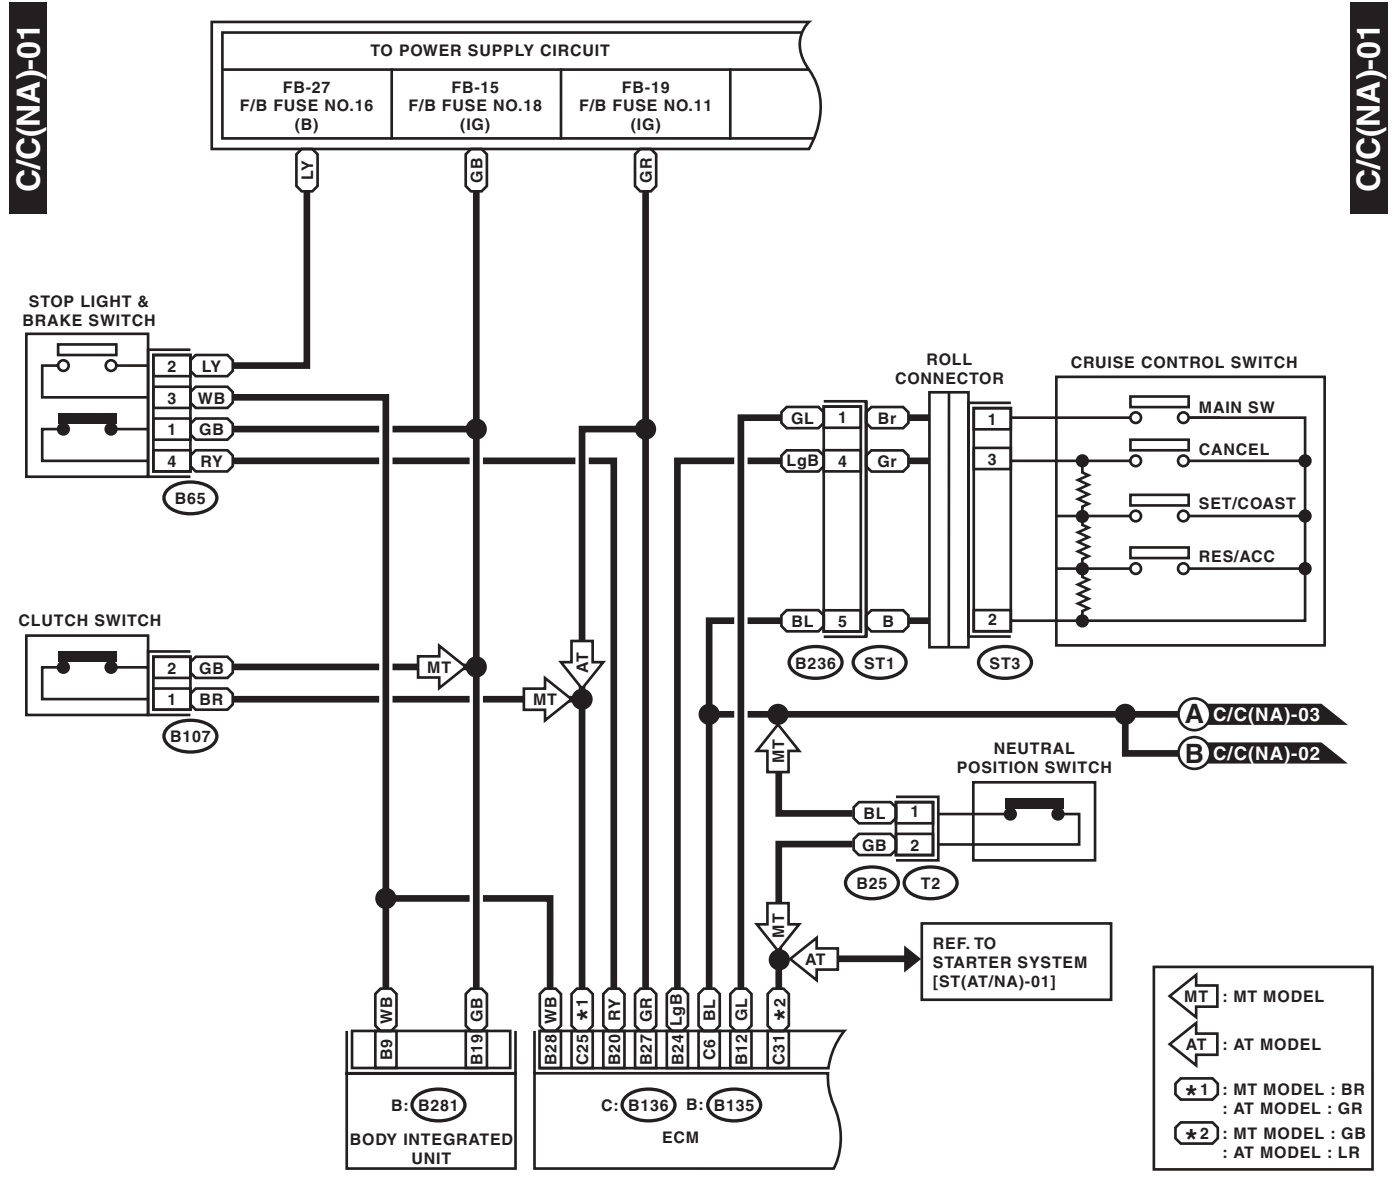 C/C(NA)-01
C/C(NA)-01
TO POWER SUPPLY CIRCUIT
FB-27
F/B FUSE NO.16
(B)
FB-15
F/B FUSE NO.18
(IG)
FB-19
F/B FUSE NO.11
(IG)
LY
GB
GR
STOP LIGHT &
BRAKE SWITCH
2 LY
3 WB
1 GB
4 RY
B65
ROLL
CONNECTOR
CRUISE CONTROL SWITCH
GL 1 Br
LgB 4 Gr
BL 5 B
B236
ST1
1
3
2
ST3
MAIN SW
CANCEL
SET/COAST
RES/ACC
CLUTCH SWITCH
2 GB
1 BR
B107
MT
MT
AT
A C/C(NA)-03
B C/C(NA)-02
MT
NEUTRAL
POSITION SWITCH
BL 1
GB 2
B25
T2
MT
AT
REF. TO
STARTER SYSTEM
[ST(AT/NA)-01]
WB
GB
WB
*1
RY
GR
LgB
BL
GL
*2
B9
B19
B28
C25
B20
B27
B24
C6
B12
C31
B: B281
BODY INTEGRATED
UNIT
C: B136 B: B135
ECM
MT : MT MODEL
AT : AT MODEL
*1 : MT MODEL : BR
: AT MODEL : GR
*2 : MT MODEL : GB
: AT MODEL : LR